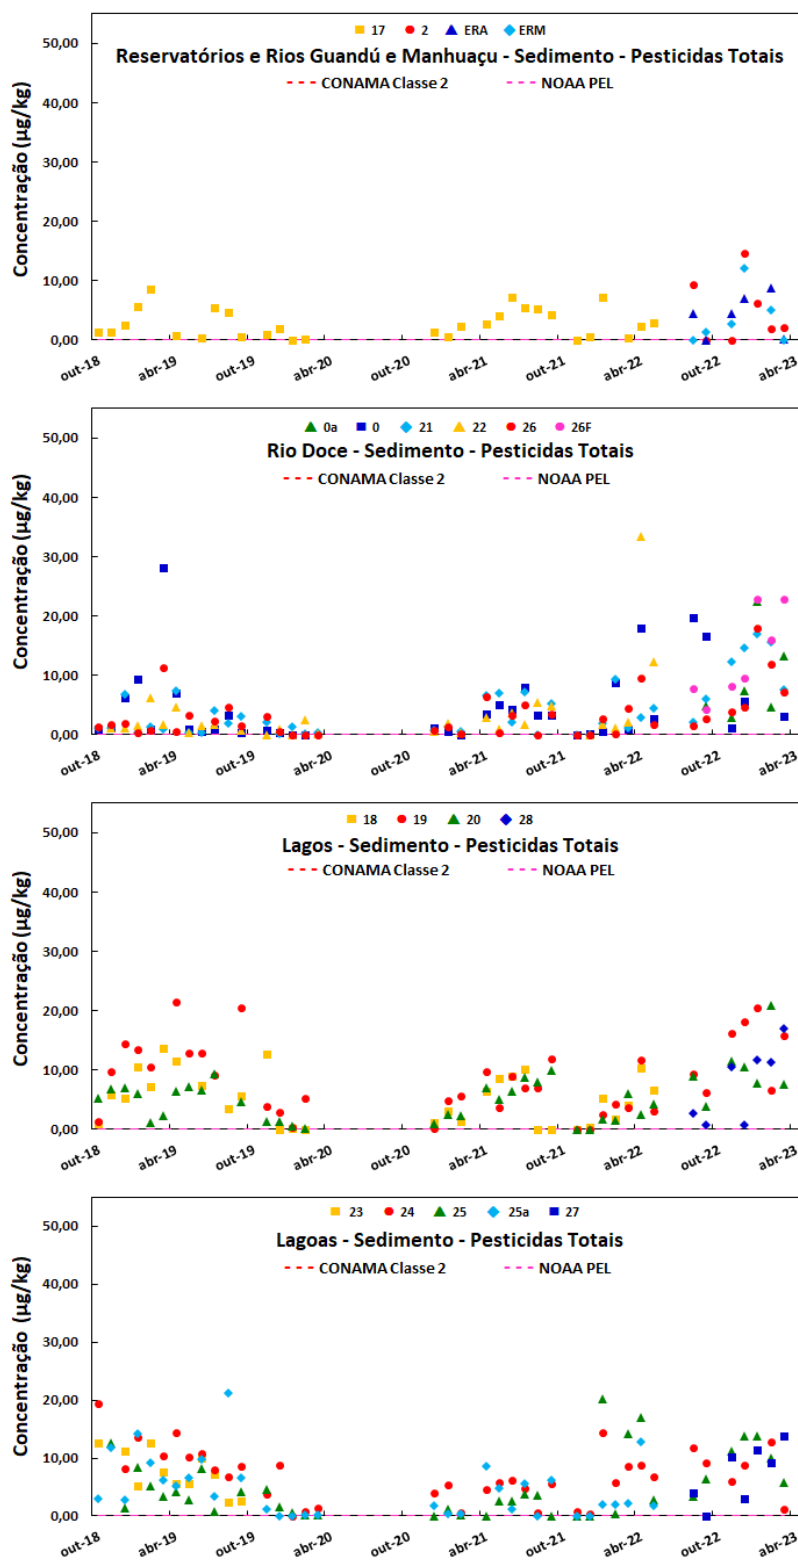 17 2 ERA ERM
Reservatórios e Rios Guandú e Manhuaçu - Sedimento - Pesticidas Totais
CONAMA Classe 2 NOAA PEL
Concentração (µg/kg)
50,00
40,00
30,00
20,00
10,00
0,00
out-18 abr-19 out-19 abr-20 out-20 abr-21 out-21 abr-22 out-22 abr-23
0a 0 21 22 26 26F
Rio Doce - Sedimento - Pesticidas Totais
CONAMA Classe 2 NOAA PEL
Concentração (µg/kg)
50,00
40,00
30,00
20,00
10,00
0,00
out-18 abr-19 out-19 abr-20 out-20 abr-21 out-21 abr-22 out-22 abr-23
18 19 20 28
Lagos - Sedimento - Pesticidas Totais
CONAMA Classe 2 NOAA PEL
Concentração (µg/kg)
50,00
40,00
30,00
20,00
10,00
0,00
out-18 abr-19 out-19 abr-20 out-20 abr-21 out-21 abr-22 out-22 abr-23
23 24 25 25a 27
Lagoas - Sedimento - Pesticidas Totais
CONAMA Classe 2 NOAA PEL
Concentração (µg/kg)
50,00
40,00
30,00
20,00
10,00
0,00
out-18 abr-19 out-19 abr-20 out-20 abr-21 out-21 abr-22 out-22 abr-23